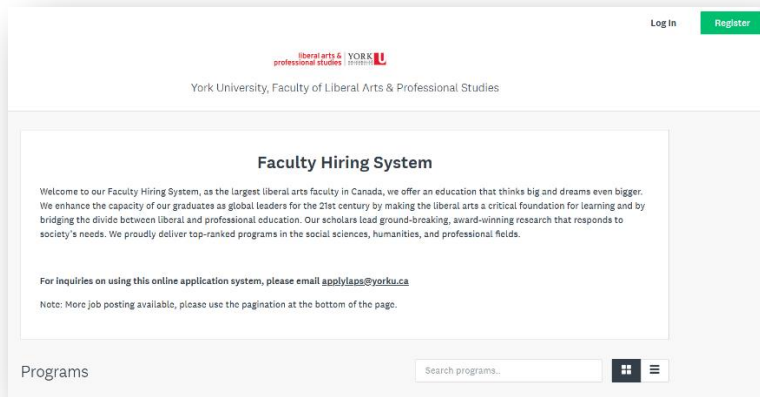 Log In
Register
liberal arts & YORK U
professional studies
York University, Faculty of Liberal Arts & Professional Studies
Faculty Hiring System
Welcome to our Faculty Hiring System, as the largest liberal arts faculty in Canada, we offer an education that thinks big and dreams even bigger.
We enhance the capacity of our graduates as global leaders for the 21st century by making the liberal arts a critical foundation for learning and by
bridging the divide between liberal and professional education. Our scholars lead ground-breaking, award-winning research that responds to
society's needs. We proudly deliver top-ranked programs in the social sciences, humanities, and professional fields.
For inquiries on using this online application system, please email applylaps@yorku.ca
Note: More job posting available, please use the pagination at the bottom of the page.
Programs
Search programs..